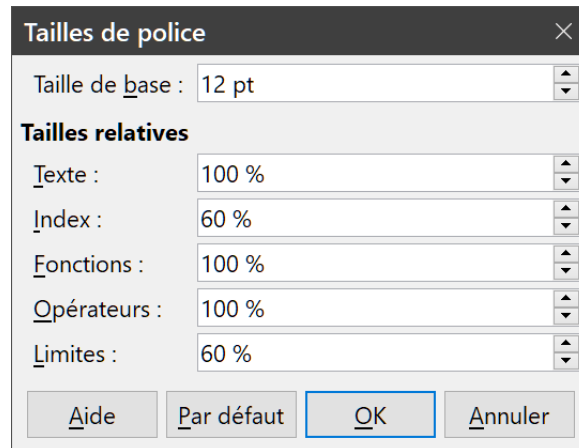 Tailles de police
Taille de base : 12 pt
Tailles relatives
Texte : 100 %
Index : 60 %
Fonctions : 100 %
Opérateurs : 100 %
Limites : 60 %
Aide Par défaut OK Annuler